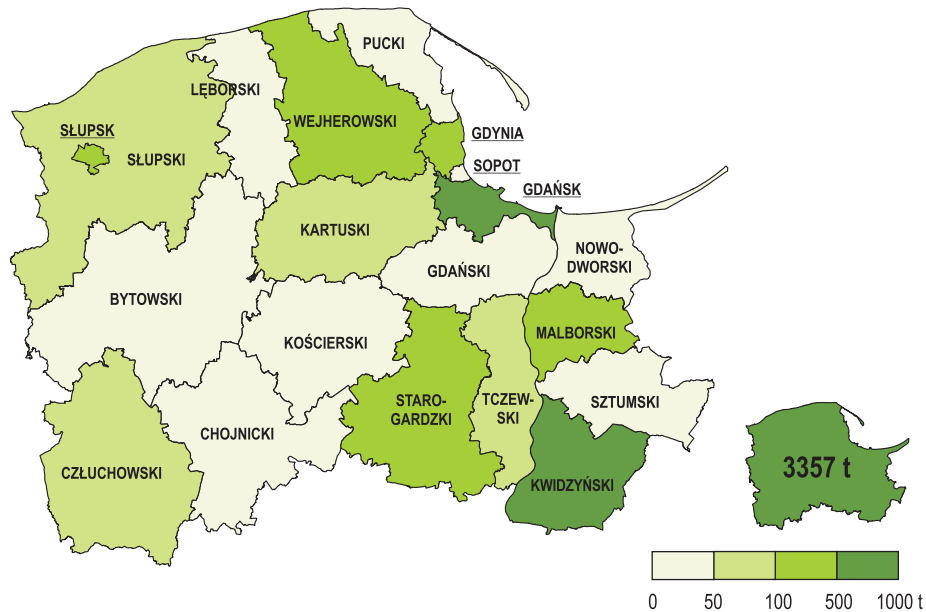 PUCKI
LĘBORSKI
WEJHEROWSKI
SŁUPSK
SŁUPSKI
GDYNIA
SOPOT
GDAŃSK
KARTUSKI
GDAŃSKI
NOWO-
DWORSKI
BYTOWSKI
KOŚCIERSKI
MALBORSKI
STARO-
GARDZKI
TCZEW-
SKI
SZTUMSKI
CHOJNICKI
CZŁUCHOWSKI
KWIDZYŃSKI
3357 t
0 50 100 500 1000 t